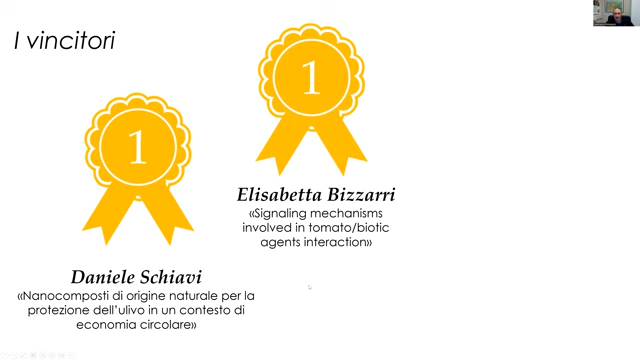 I vincitori
1
Elisabetta Bizzarri
«Signaling mechanisms
involved in tomato/biotic
agents interaction»
1
Daniele Schiavi
«Nanocomposti di origine naturale per la
protezione dell'ulivo in un contesto di
economia circolare»